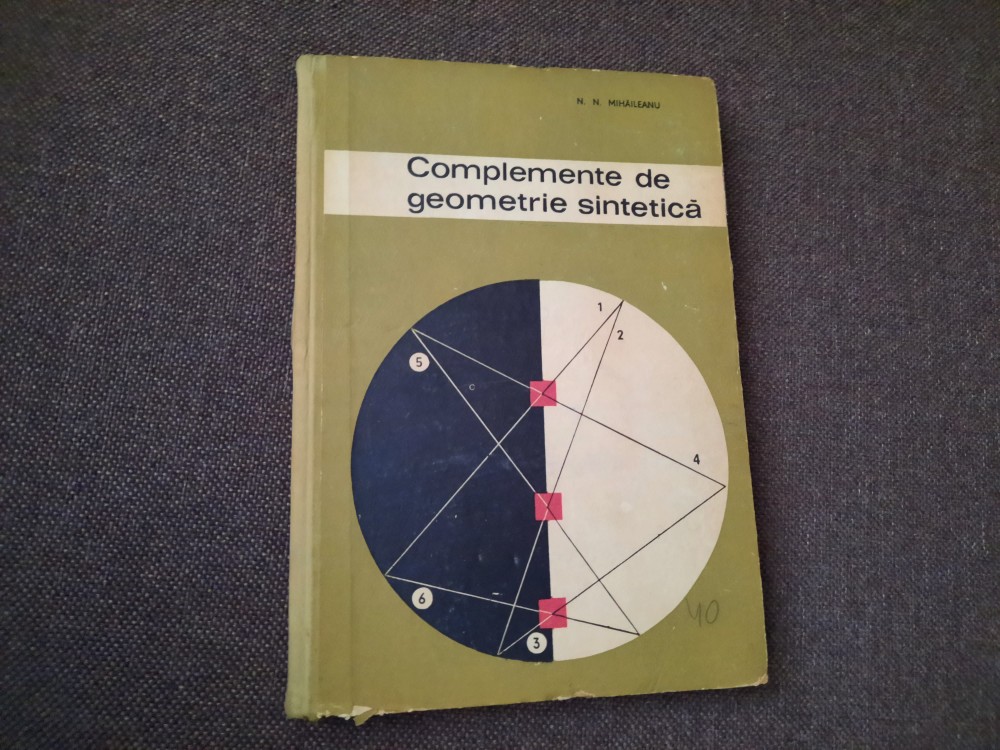 N. N. MIHĂILEANU
Complemente de
geometrie sintetică
1
2
5
4
6
3
40